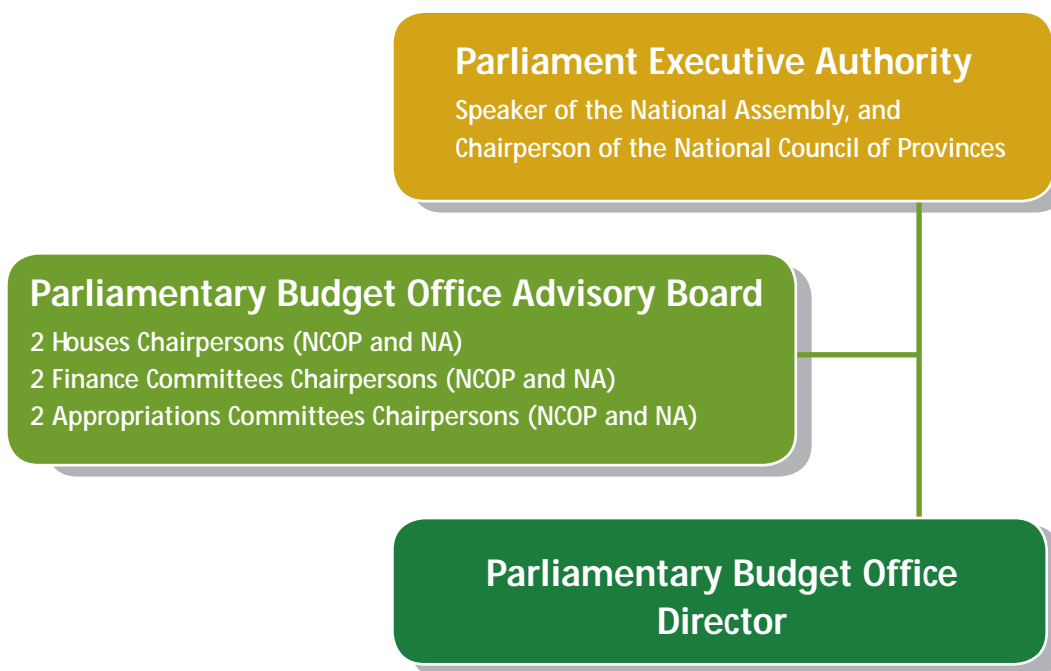 Parliament Executive Authority
Speaker of the National Assembly, and
Chairperson of the National Council of Provinces
Parliamentary Budget Office Advisory Board
2 Houses Chairpersons (NCOP and NA)
2 Finance Committees Chairpersons (NCOP and NA)
2 Appropriations Committees Chairpersons (NCOP and NA)
Parliamentary Budget Office
Director